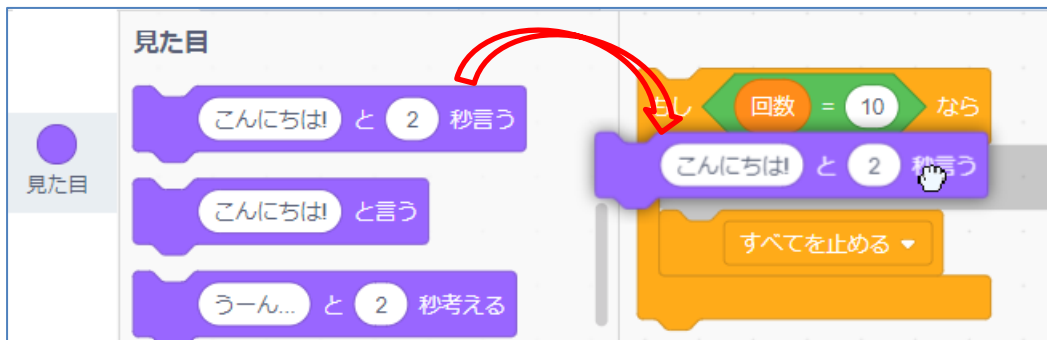 見た目
見た目
こんにちは! と 2 秒言う
こんにちは! と言う
うーん... と 2 秒考える
もし 回数 = 10 なら
こんにちは! と 2 秒言う
すべてを止める